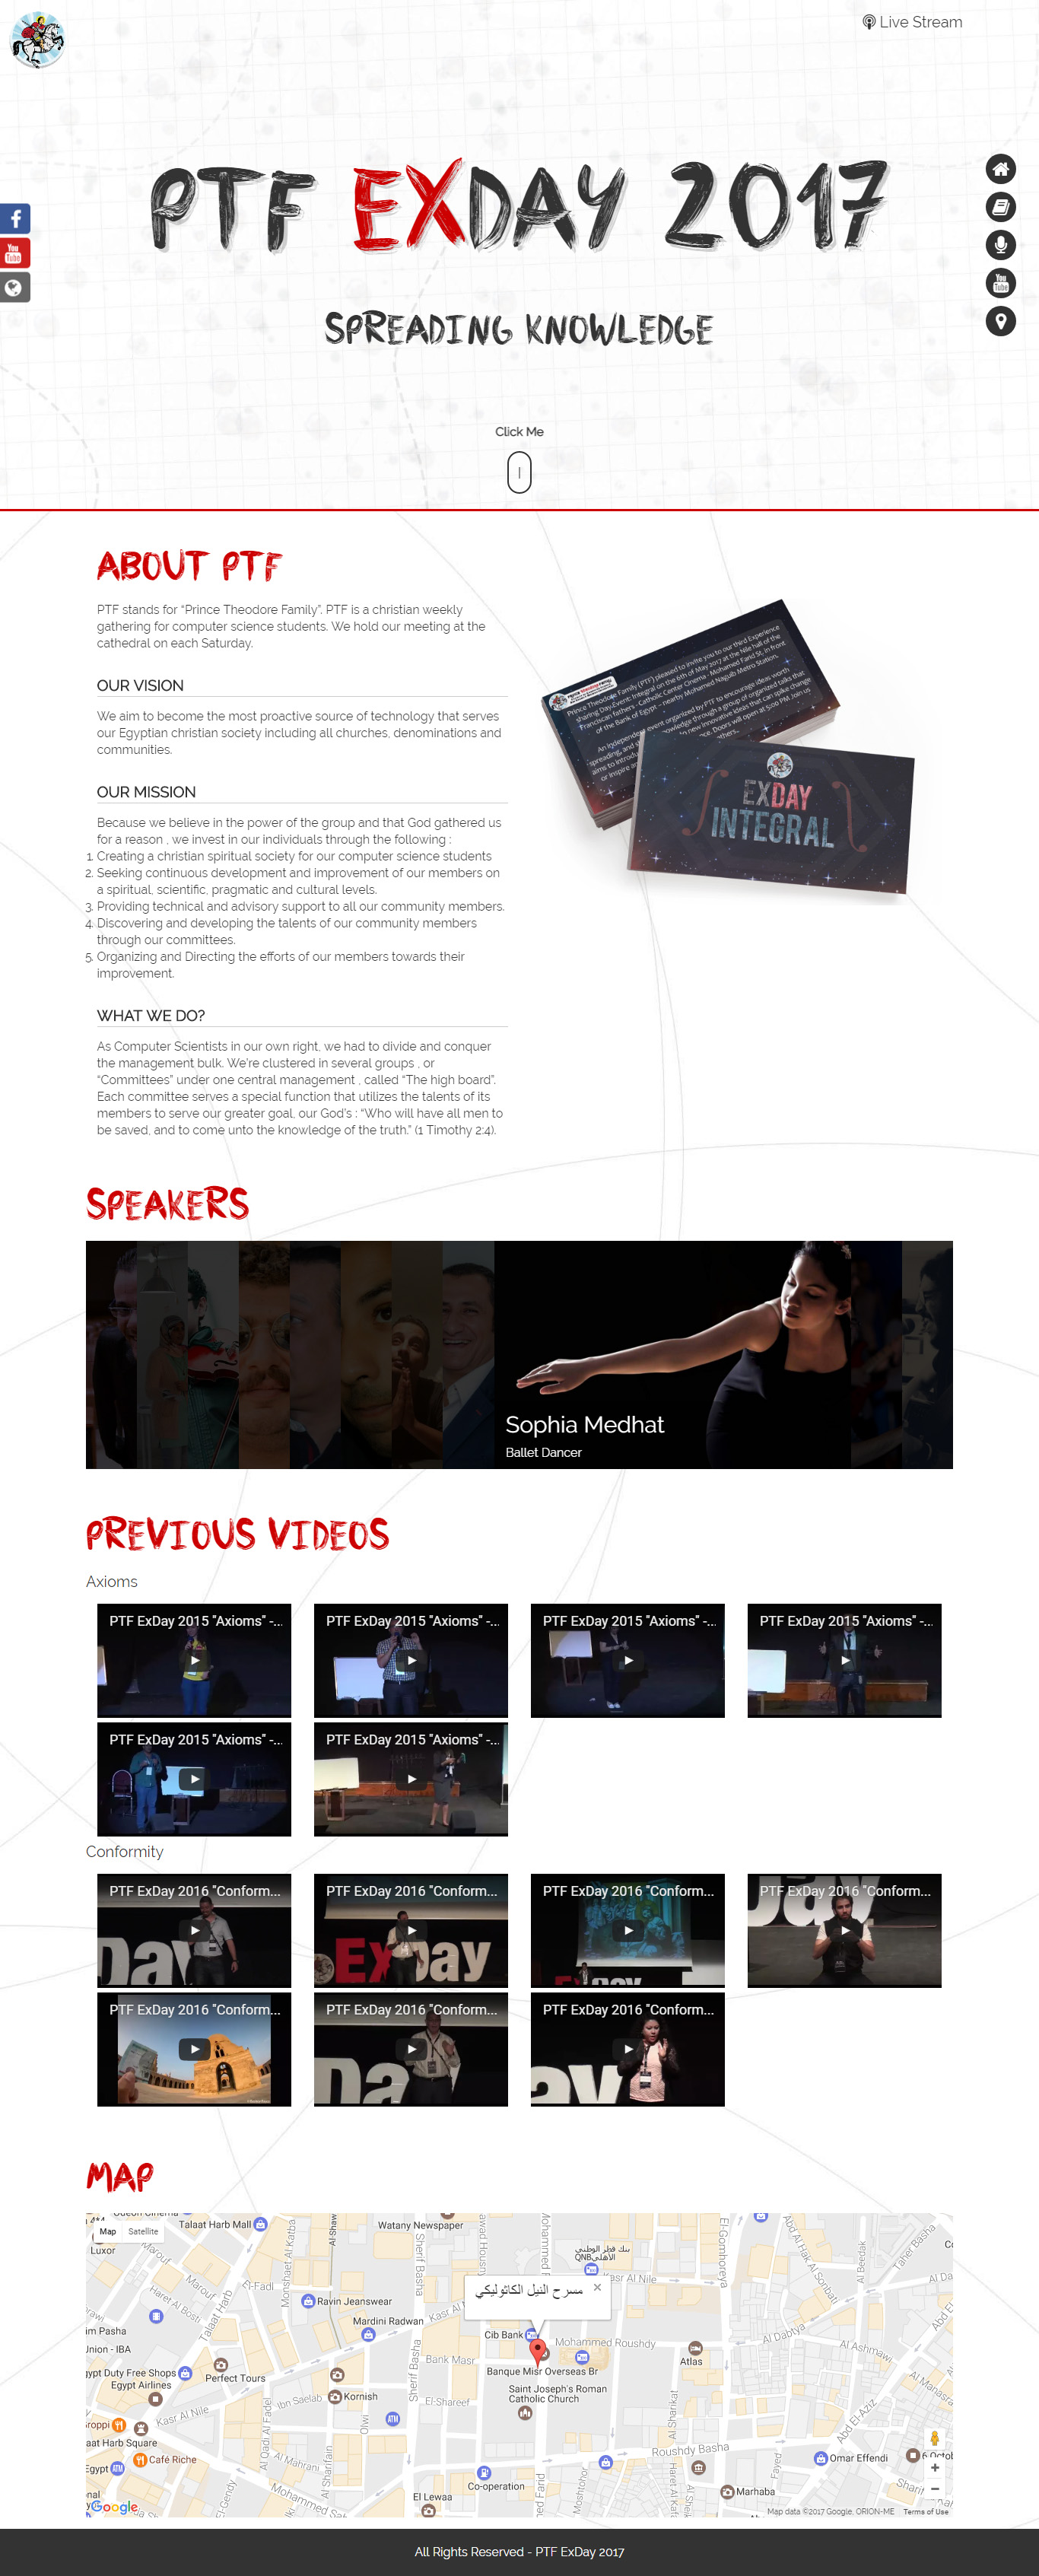 Live Stream
PTF EXDAY 2017
SPREADING KNOWLEDGE
Click Me
ABOUT PTF
PTF stands for “Prince Theodore Family”. PTF is a christian weekly
gathering for computer science students. We hold our meeting at the
cathedral on each Saturday.
OUR VISION
We aim to become the most proactive source of technology that serves
our Egyptian christian society including all churches, denominations and
communities.
OUR MISSION
Because we believe in the power of the group and that God gathered us
for a reason , we invest in our individuals through the following :
1. Creating a christian spiritual society for our computer science students
2. Seeking continuous development and improvement of our members on
a spiritual, scientific, pragmatic and cultural levels.
3. Providing technical and advisory support to all our community members.
4. Discovering and developing the talents of our community members
through our committees.
5. Organizing and Directing the efforts of our members towards their
improvement.
WHAT WE DO?
As Computer Scientists in our own right, we had to divide and conquer
the management bulk. We're clustered in several groups , or
“Committees” under one central management , called “The high board”.
Each committee serves a special function that utilizes the talents of its
members to serve our greater goal, our God's : “Who will have all men to
be saved, and to come unto the knowledge of the truth.” (1 Timothy 2:4).
EXDAY
INTEGRAL
SPEAKERS
Sophia Medhat
Ballet Dancer
PREVIOUS VIDEOS
Axioms
PTF ExDay 2015 "Axioms" -...
PTF ExDay 2015 "Axioms" -...
PTF ExDay 2015 "Axioms" -...
PTF ExDay 2015 "Axioms" -...
PTF ExDay 2015 "Axioms" -...
PTF ExDay 2015 "Axioms" -...
Conformity
PTF ExDay 2016 "Conform...
PTF ExDay 2016 "Conform...
PTF ExDay 2016 "Conform...
PTF ExDay 2016 "Conform...
PTF ExDay 2016 "Conform...
PTF ExDay 2016 "Conform...
PTF ExDay 2016 "Conform...
MAP
Map Satellite
Talaat Harb Mall
Watany Newspaper
Luxor
بنك قطر الوطني
QNBالأهلي
مسرح النيل الكاثوليكي
Ravin Jeanswear
Mardini Radwan
Cib Bank
Mohammed Roushdy
Bank Masr
Banque Misr Overseas Br
Atlas
Saint Joseph's Roman
Catholic Church
Egypt Duty Free Shops
Egypt Airlines
Perfect Tours
Kornish
Café Riche
Roushdy Basha
Omar Effendi
Co-operation
El Lewaa
Marhaba
Google
Map data ©2017 Google, ORION-ME Terms of Use
All Rights Reserved - PTF ExDay 2017